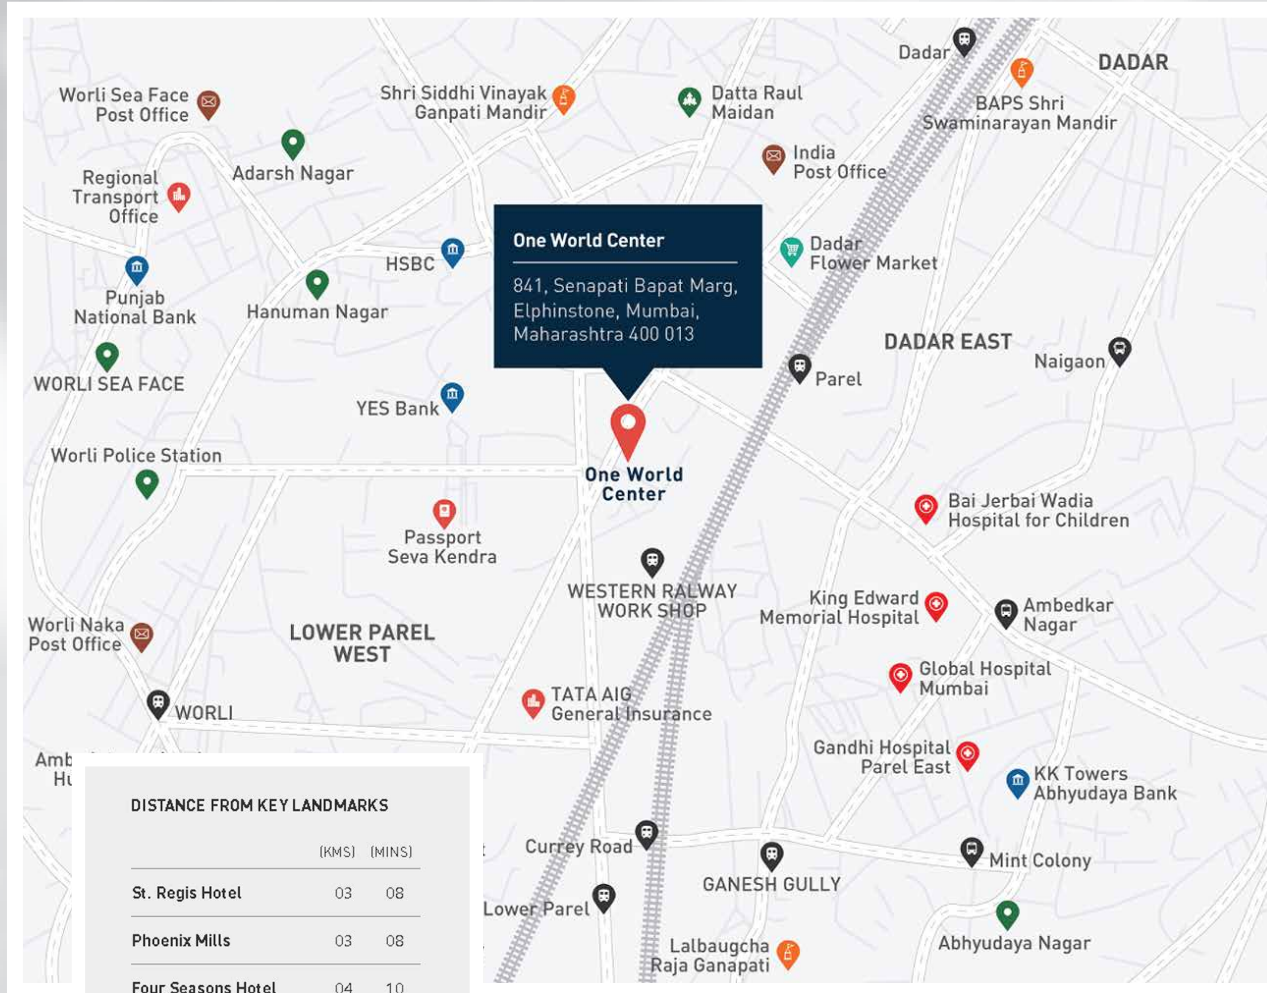 Dadar
DADAR
Worli Sea Face
Post Office
Shri Siddhi Vinayak
Ganpati Mandir
Datta Raul
Maidan
BAPS Shri
Swaminarayan Mandir
Adarsh Nagar
India
Post Office
Regional
Transport
Office
One World Center
841, Senapati Bapat Marg,
Elphinstone, Mumbai,
Maharashtra 400 013
HSBC
Dadar
Flower Market
Punjab
National Bank
Hanuman Nagar
DADAR EAST
Naigaon
WORLI SEA FACE
Parel
YES Bank
Worli Police Station
One World
Center
Bai Jerbai Wadia
Hospital for Children
Passport
Seva Kendra
WESTERN RALWAY
WORK SHOP
King Edward
Memorial Hospital
Ambedkar
Nagar
Worli Naka
Post Office
LOWER PAREL
WEST
Global Hospital
Mumbai
TATA AIG
General Insurance
WORLI
Gandhi Hospital
Parel East
KK Towers
Abhyudaya Bank
Currey Road
Mint Colony
GANESH GULLY
Lower Parel
Abhyudaya Nagar
Lalbaugcha
Raja Ganapati
DISTANCE FROM KEY LANDMARKS
(KMS) (MINS)
St. Regis Hotel 03 08
Phoenix Mills 03 08
Four Seasons Hotel 04 10